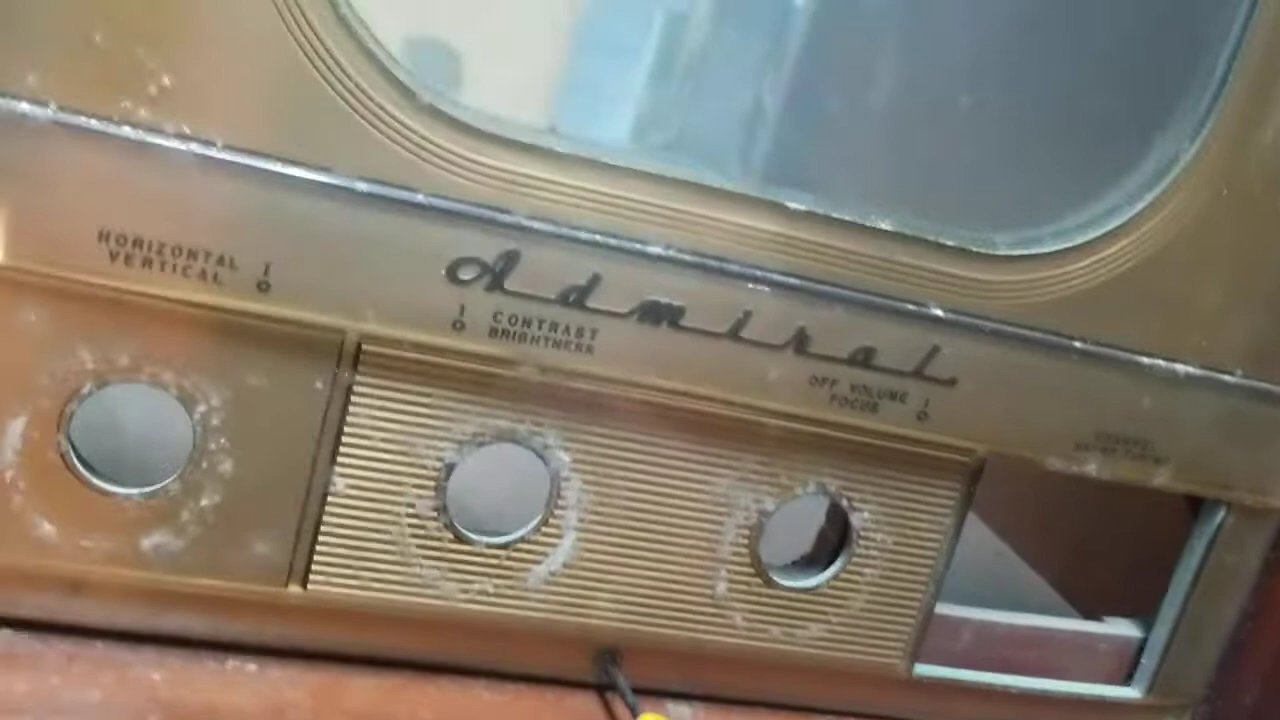 HORIZONTAL
VERTICAL
Admiral
CONTRAST
BRIGHTNESS
OFF VOLUME
FOCUS